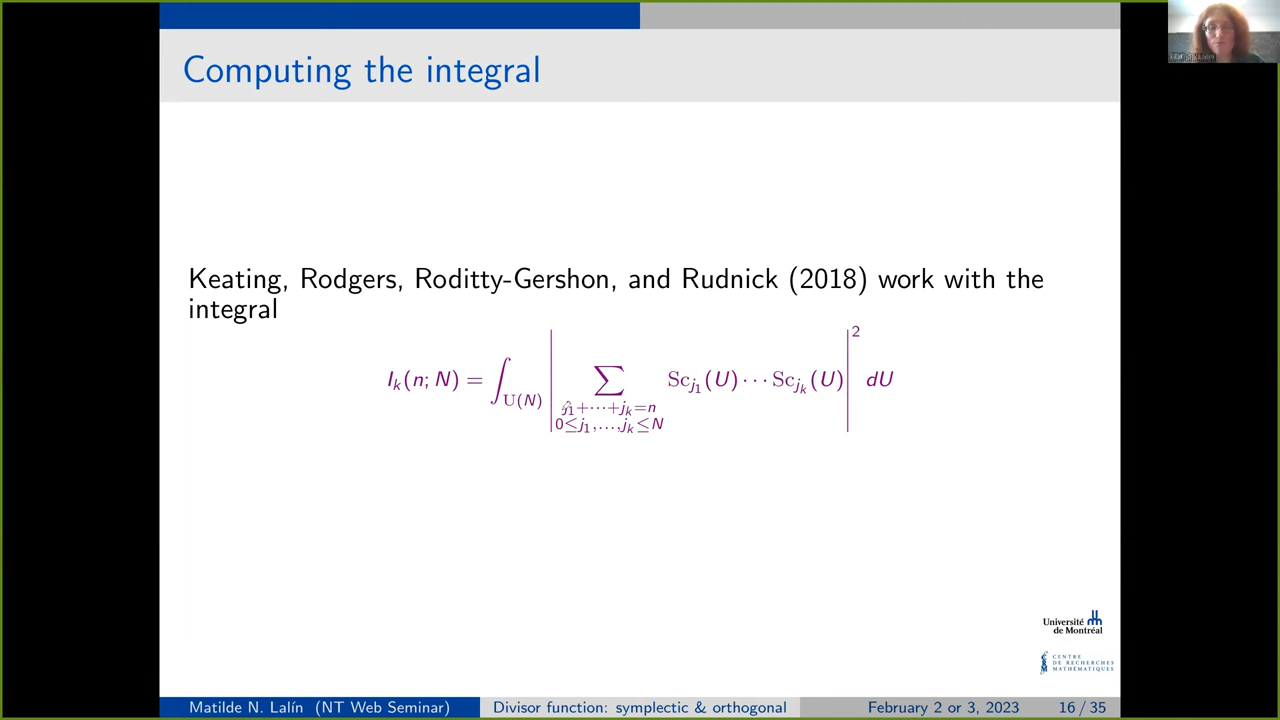 Computing the integral
Keating, Rodgers, Roditty-Gershon, and Rudnick (2018) work with the
integral
I_k(n; N) = ∫_{U(N)} | ∑_{j_1+⋯+j_k=n, 0≤j_1,…,j_k≤N} Sc_{j_1}(U) ⋯ Sc_{j_k}(U) |^2 dU
Université
de Montréal
CENTRE
DE RECHERCHES
MATHÉMATIQUES
Matilde N. Lalín (NT Web Seminar) Divisor function: symplectic & orthogonal February 2 or 3, 2023 16 / 35